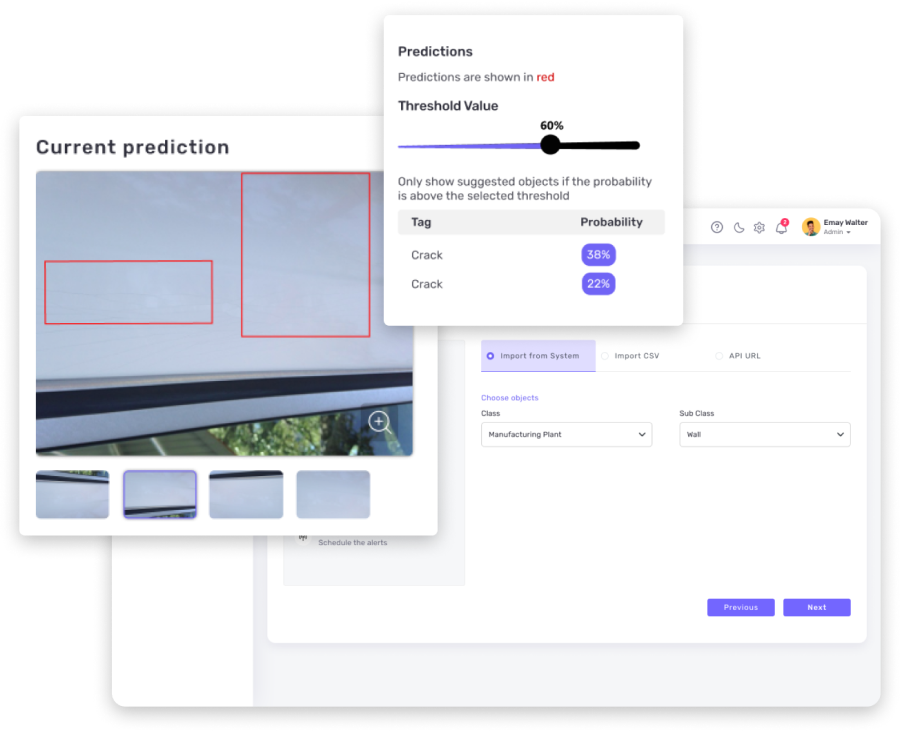 Predictions
Predictions are shown in red
Threshold Value
60%
Only show suggested objects if the probability
is above the selected threshold
Tag Probability
Crack 38%
Crack 22%
Current prediction
2
Emay Walter
Admin
Import from System Import CSV API URL
Choose objects
Class Sub Class
Manufacturing Plant Wall
Schedule the alerts
Previous Next